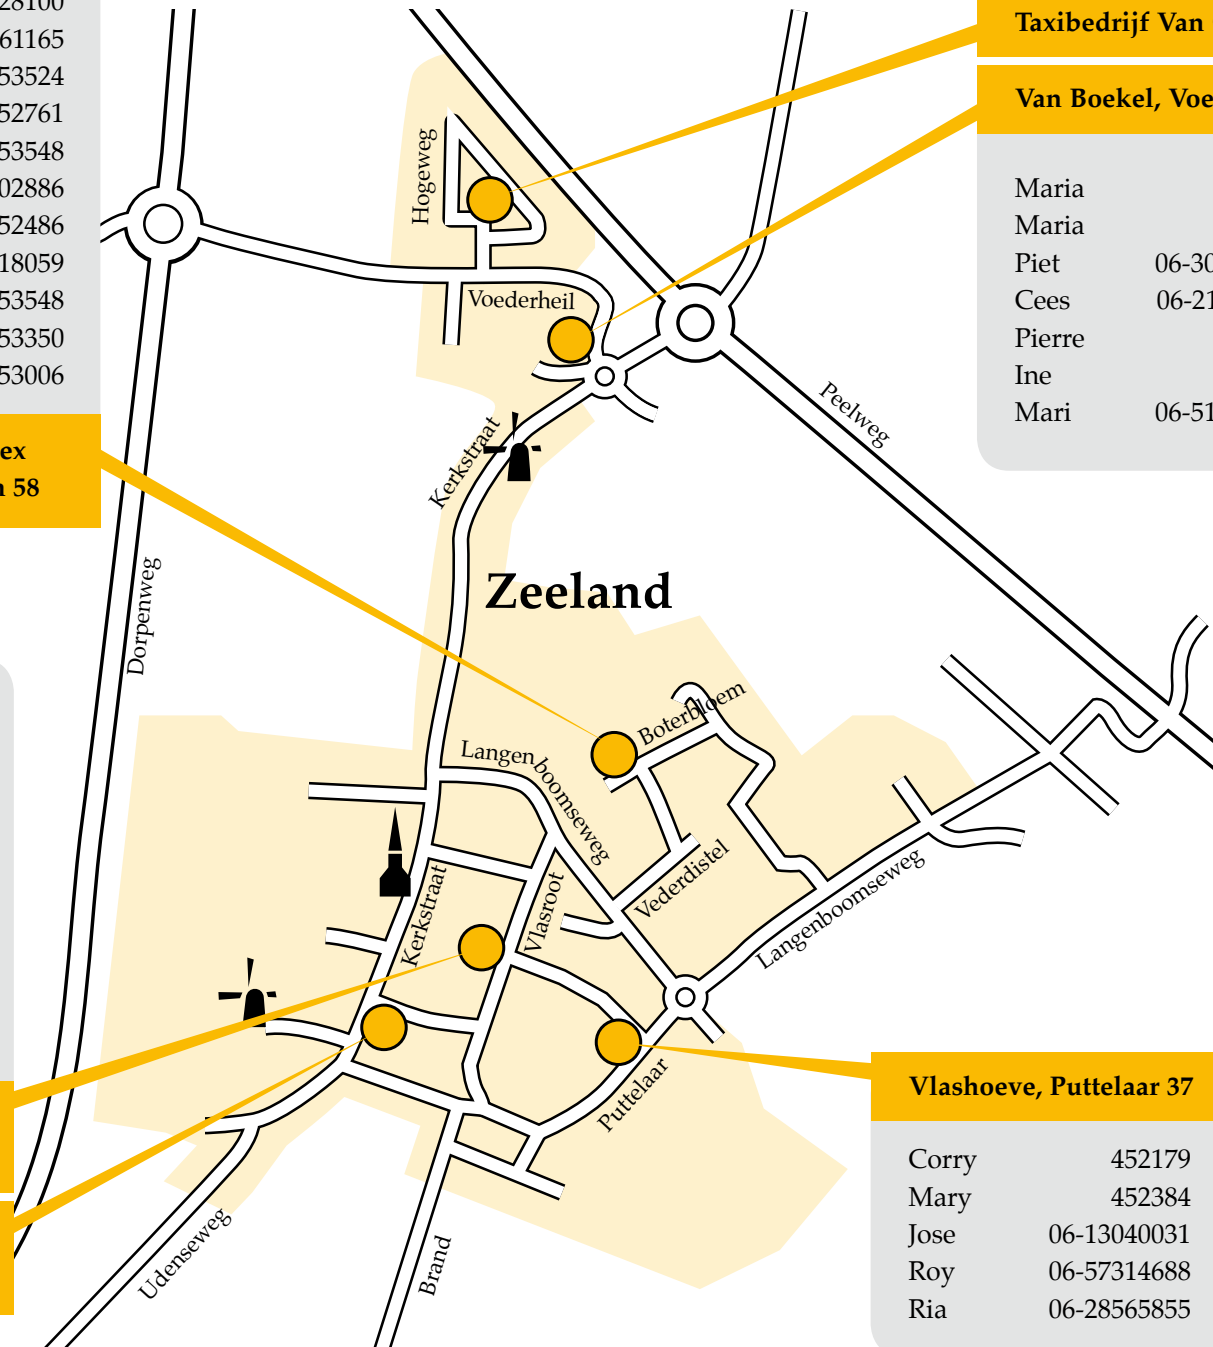 28100
61165
53524
52761
53548
02886
52486
18059
53548
53350
53006
ex
58
Taxibedrijf Van
Van Boekel, Voe
Maria
Maria
Piet 06-30
Cees 06-21
Pierre
Ine
Mari 06-51
Hogeweg
Voederheil
Peelweg
Kerkstraat
Dorpenweg
Zeeland
Boterbloem
Langenboomseweg
Vederdistel
Langenboomseweg
Vlasroot
Kerkstraat
Puttelaar
Udenseweg
Brand
Vlashoeve, Puttelaar 37
Corry 452179
Mary 452384
Jose 06-13040031
Roy 06-57314688
Ria 06-28565855